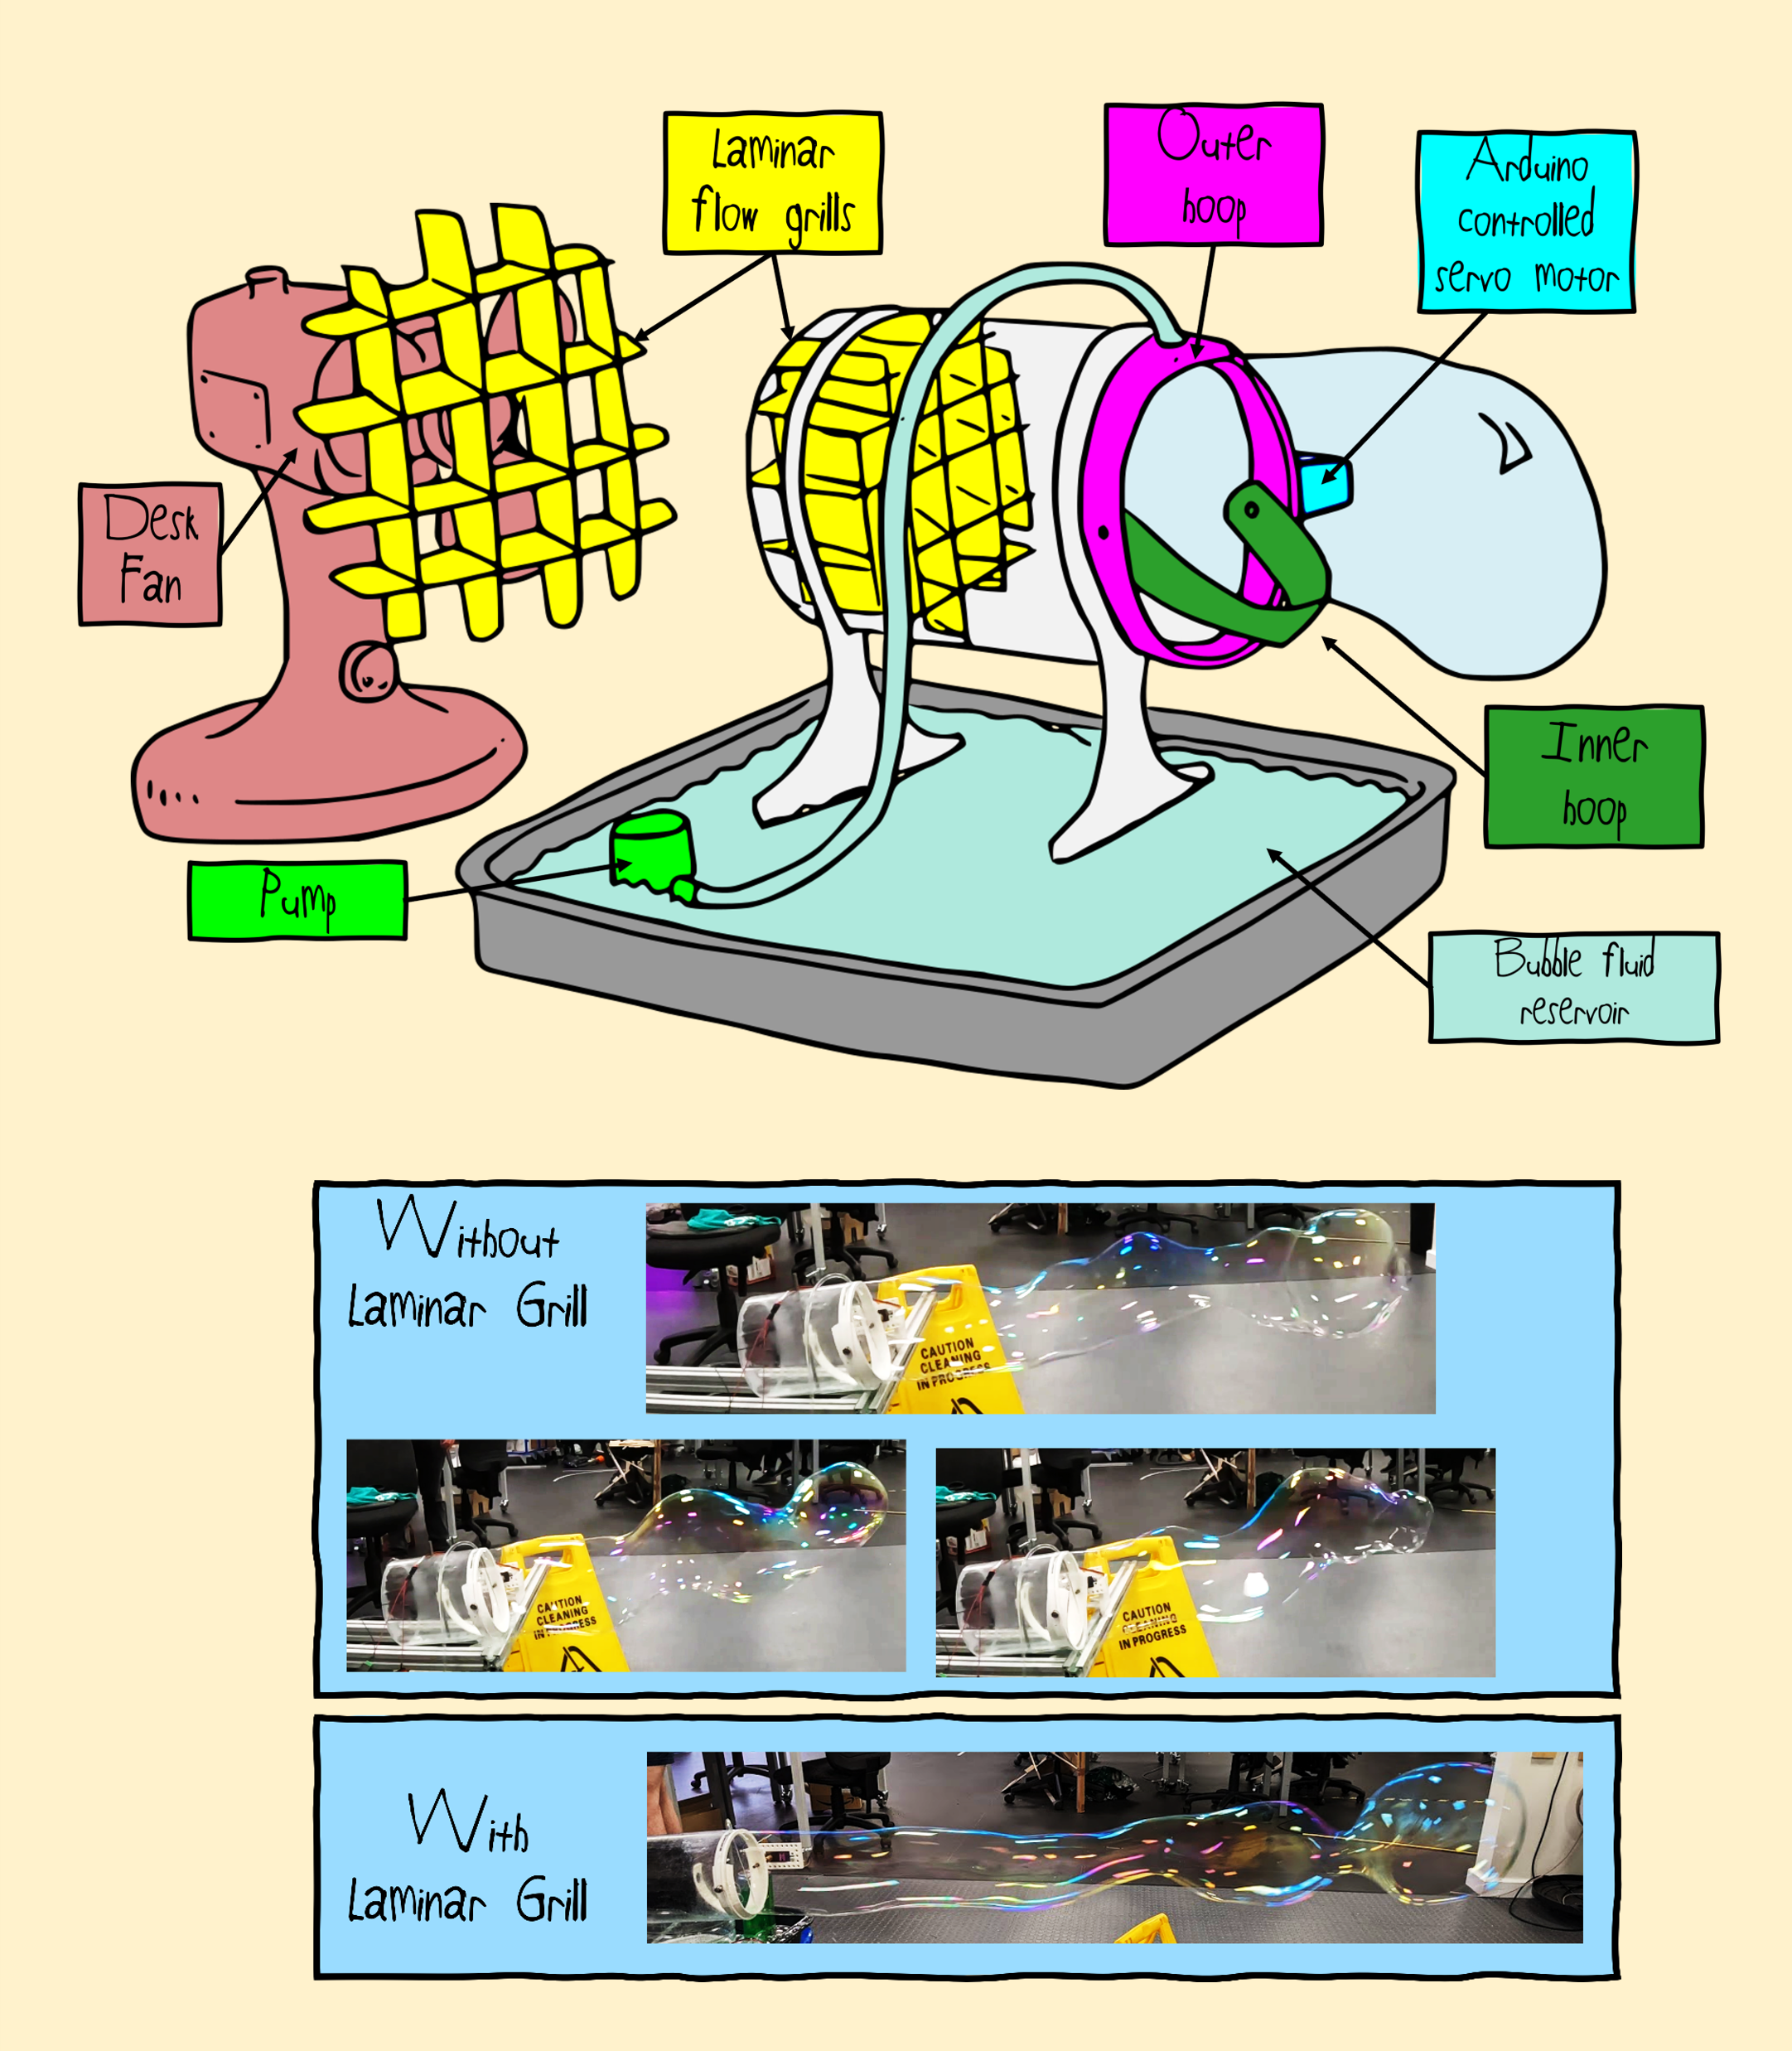 Laminar
flow grills
Outer
hoop
Arduino
controlled
servo motor
Desk
Fan
Inner
hoop
Pump
Bubble fluid
reservoir
Without
Laminar Grill
CAUTION
CLEANING
IN PROGRESS
CAUTION
CLEANING
IN PROGRESS
CAUTION
CLEANING
IN PROGRESS
With
Laminar Grill